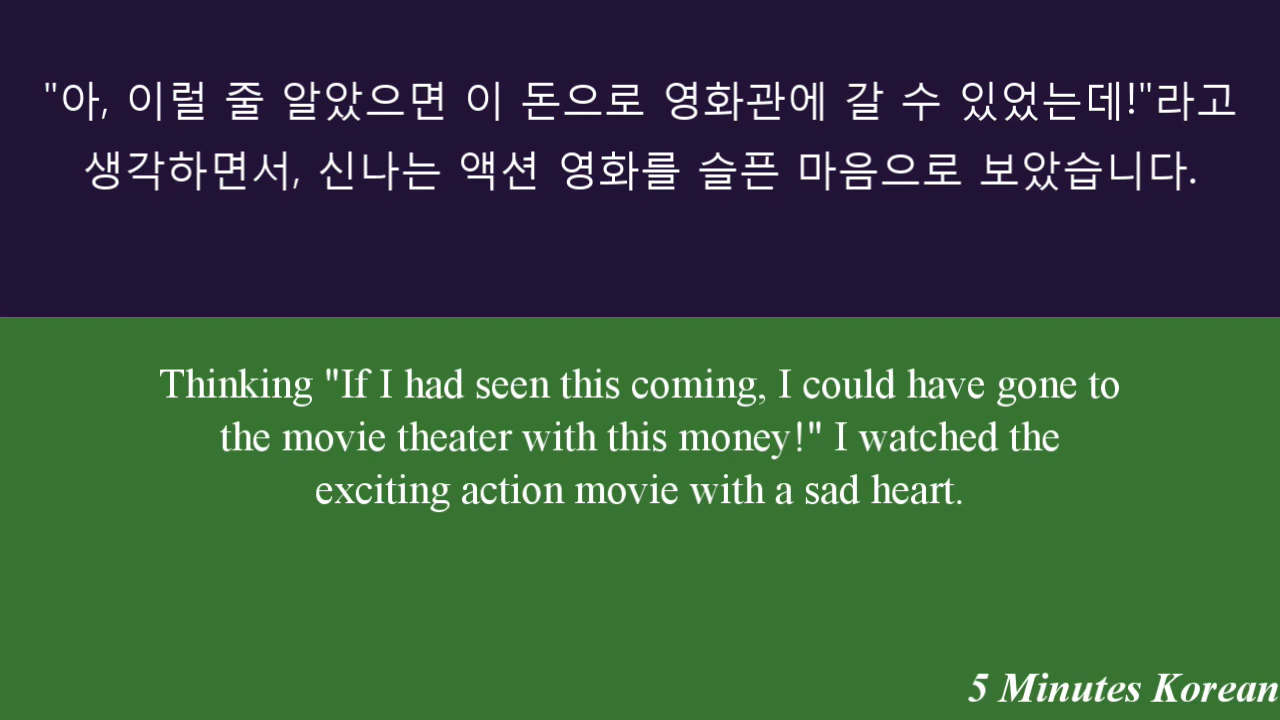 "아, 이럴 줄 알았으면 이 돈으로 영화관에 갈 수 있었는데!"라고
생각하면서, 신나는 액션 영화를 슬픈 마음으로 보았습니다.
Thinking "If I had seen this coming, I could have gone to
the movie theater with this money!" I watched the
exciting action movie with a sad heart.
5 Minutes Korean